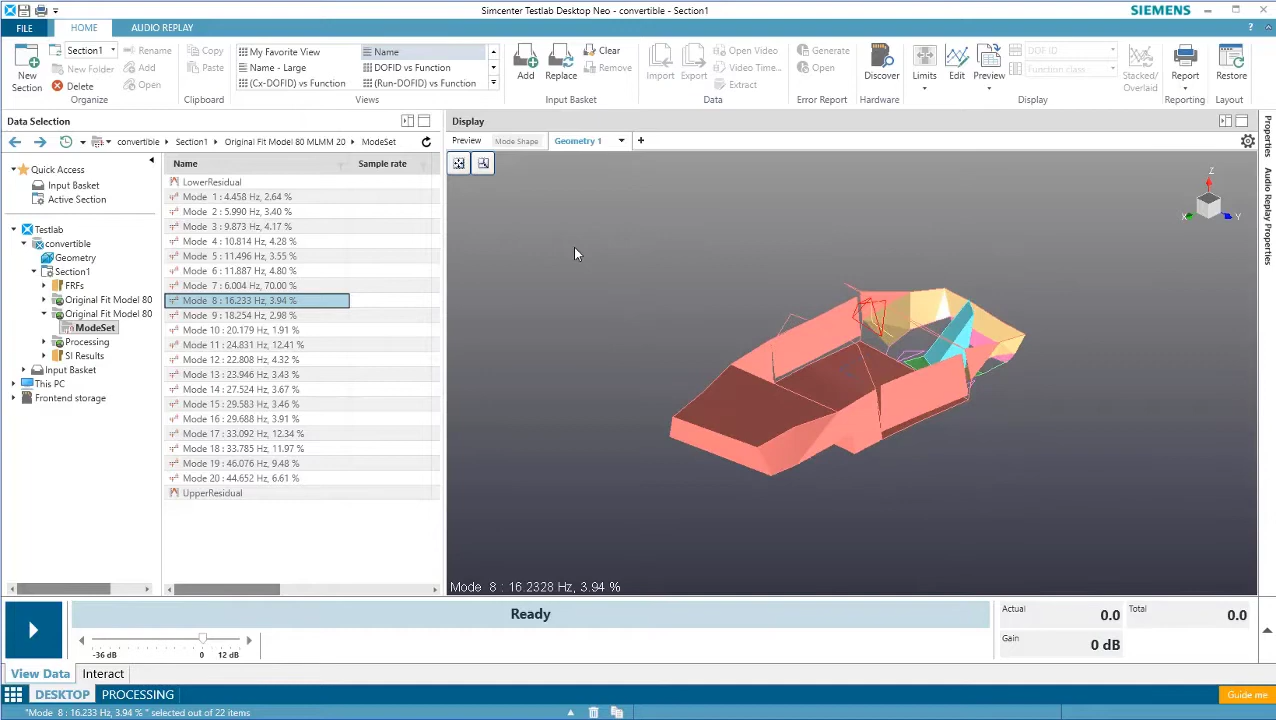 Simcenter Testlab Desktop Neo - convertible - Section1
SIEMENS
FILE
HOME
AUDIO REPLAY
New Section
Section1
Rename
New Folder
Add
Delete
Open
Organize
Copy
Paste
Clipboard
My Favorite View
Name
Name - Large
DOFID vs Function
(Cx-DOFID) vs Function
(Run-DOFID) vs Function
Views
Add
Replace
Clear
Remove
Input Basket
Import
Export
Open Video
Video Time...
Extract
Data
Generate
Open
Error Report
Discover
Hardware
Limits
Edit
Preview
DOF ID
Function class
Stacked/
Overlaid
Display
Report
Reporting
Restore
Layout
Data Selection
Display
convertible
Section1
Original Fit Model 80 MLMM 20
ModeSet
Preview
Mode Shape
Geometry 1
+
Quick Access
Input Basket
Active Section
Testlab
convertible
Geometry
Section1
FRFs
Original Fit Model 80
Original Fit Model 80
ModeSet
Processing
SI Results
Input Basket
This PC
Frontend storage
Name
Sample rate
LowerResidual
Mode 1 : 4.458 Hz, 2.64 %
Mode 2 : 5.990 Hz, 3.40 %
Mode 3 : 9.873 Hz, 4.17 %
Mode 4 : 10.814 Hz, 4.28 %
Mode 5 : 11.496 Hz, 3.55 %
Mode 6 : 11.887 Hz, 4.80 %
Mode 7 : 6.004 Hz, 70.00 %
Mode 8 : 16.233 Hz, 3.94 %
Mode 9 : 18.254 Hz, 2.98 %
Mode 10 : 20.179 Hz, 1.91 %
Mode 11 : 24.831 Hz, 12.41 %
Mode 12 : 22.808 Hz, 4.32 %
Mode 13 : 23.946 Hz, 3.43 %
Mode 14 : 27.524 Hz, 3.67 %
Mode 15 : 29.583 Hz, 3.46 %
Mode 16 : 29.688 Hz, 3.91 %
Mode 17 : 33.092 Hz, 12.34 %
Mode 18 : 33.785 Hz, 11.97 %
Mode 19 : 46.076 Hz, 9.48 %
Mode 20 : 44.652 Hz, 6.61 %
UpperResidual
Z
X
Y
Mode 8 : 16.2328 Hz, 3.94 %
Properties
Audio Replay Properties
Ready
-36 dB
0
12 dB
Actual
0.0
Total
0.0
Gain
0 dB
View Data
Interact
DESKTOP
PROCESSING
Guide me
"Mode 8 : 16.233 Hz, 3.94 % " selected out of 22 items